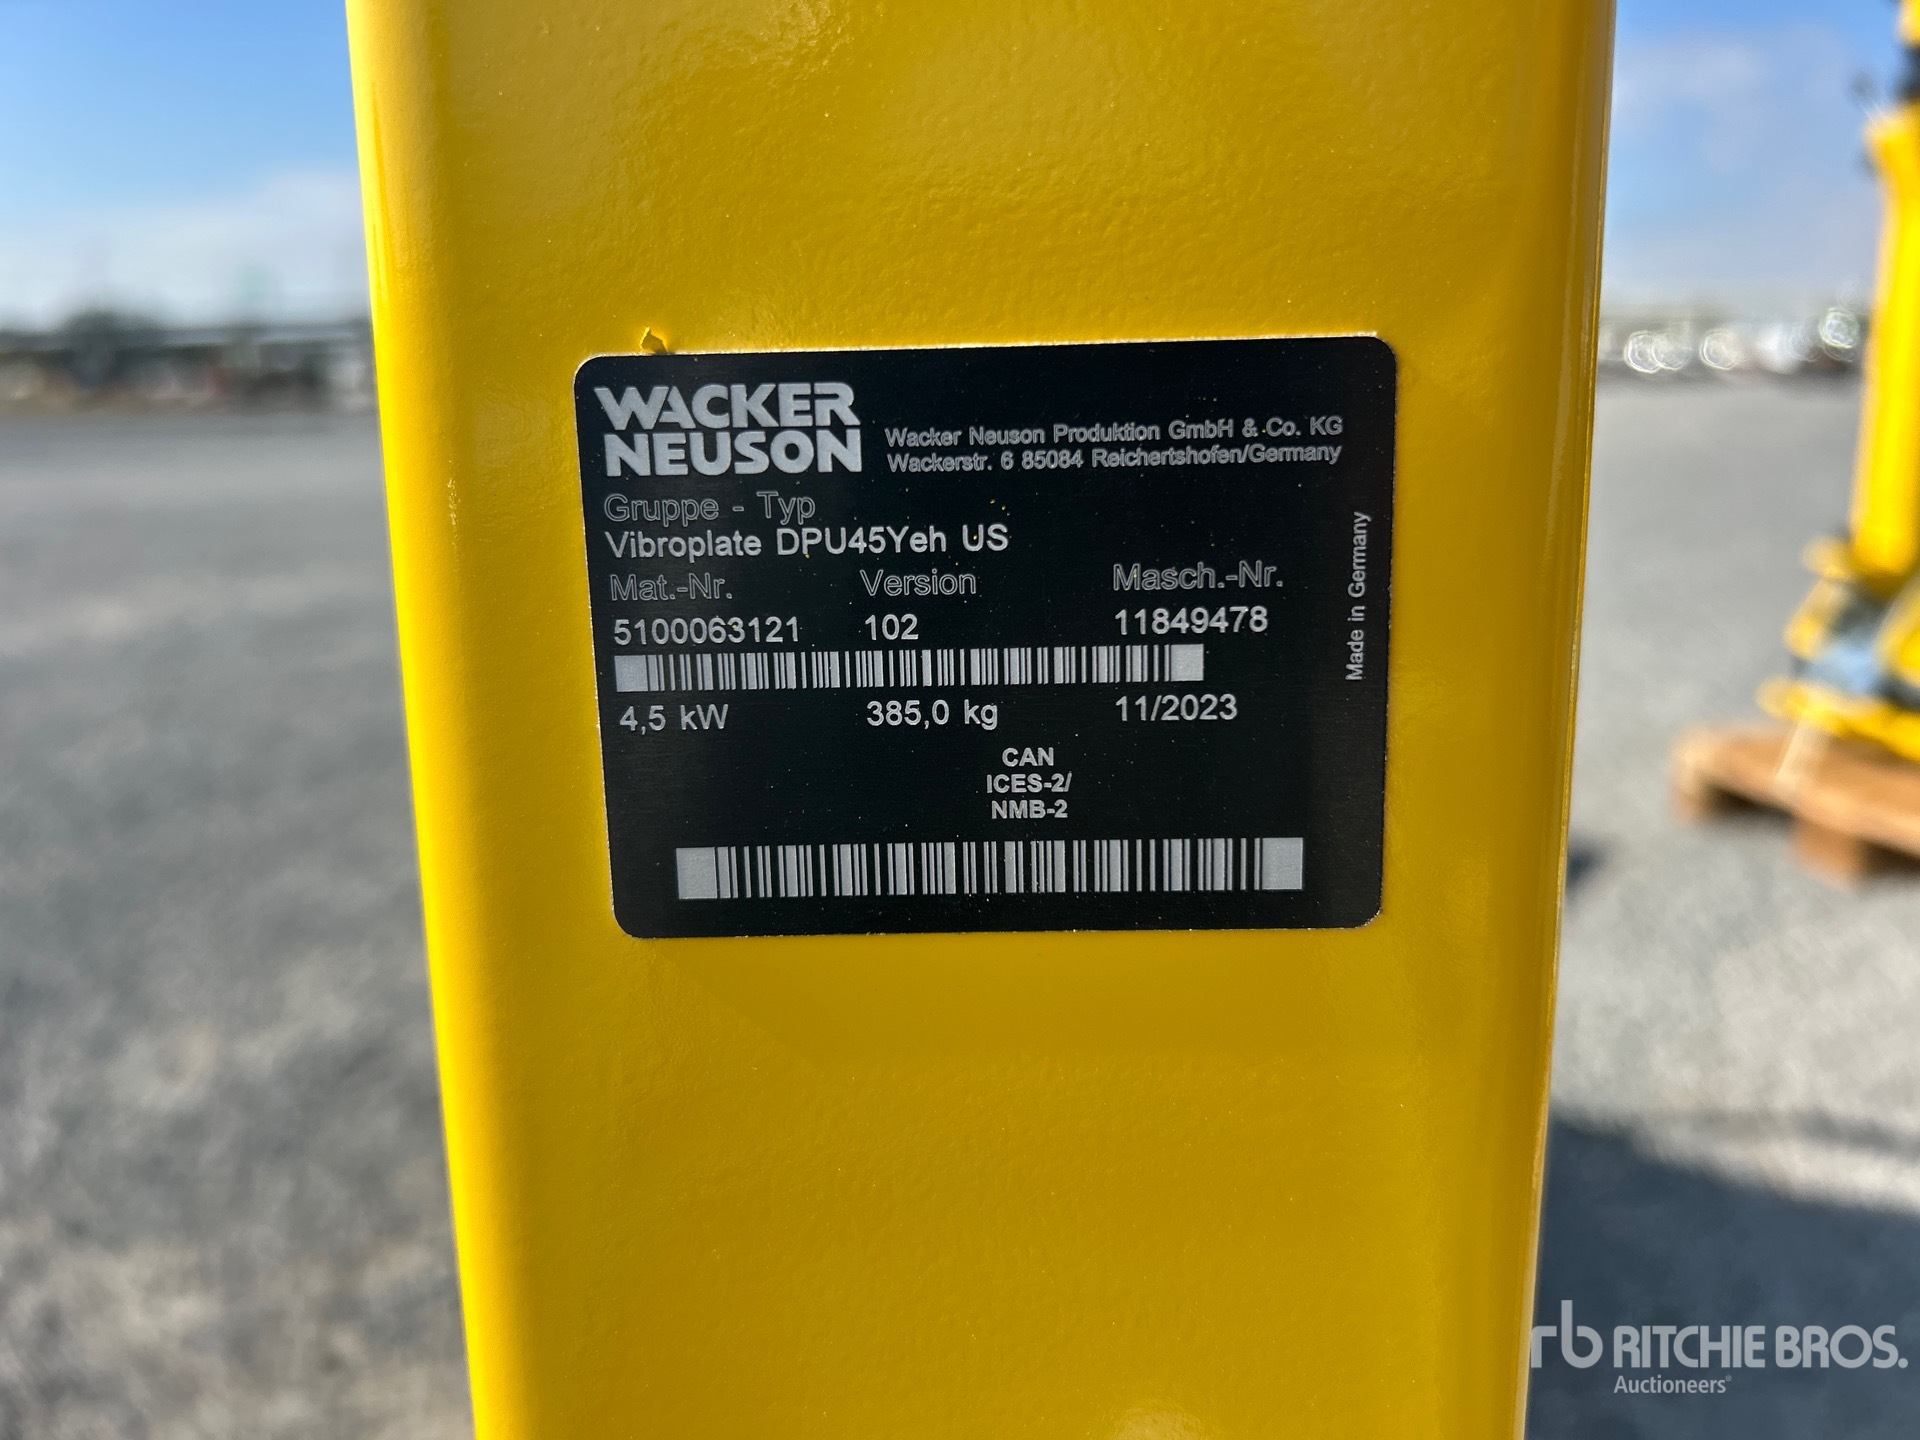 WACKER
NEUSON
Wacker Neuson Produktion GmbH & Co. KG
Wackerstr. 6 85084 Reichertshofen/Germany
Gruppe - Typ
Vibroplate DPU45Yeh US
Mat.-Nr. Version Masch.-Nr.
5100063121 102 11849478
4,5 kW 385,0 kg 11/2023
CAN
ICES-2/
NMB-2
Made in Germany
rb RITCHIE BROS.
Auctioneers®